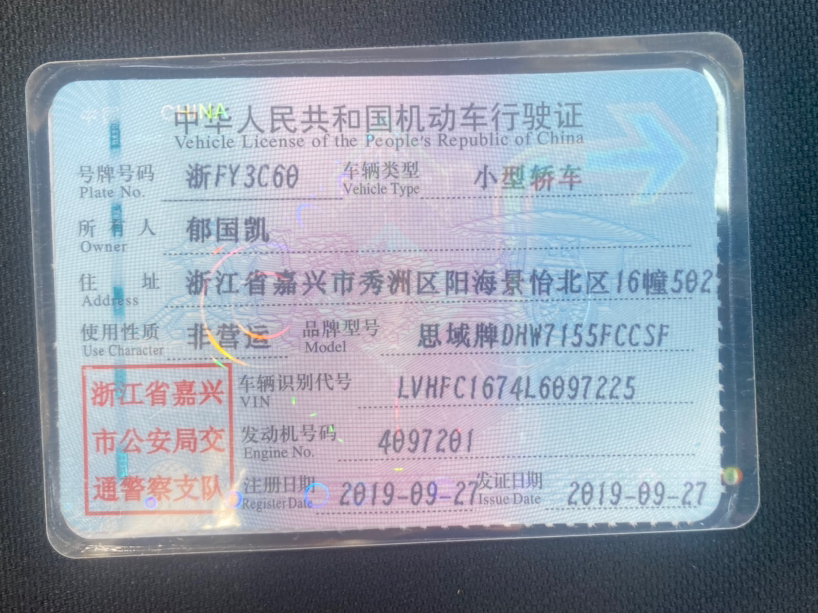 中国 CHINA
中华人民共和国机动车行驶证
Vehicle License of the People's Republic of China
号牌号码 浙FY3C60 车辆类型 小型轿车
Plate No. Vehicle Type
所有人 郁国凯
Owner
住址 浙江省嘉兴市秀洲区阳海景怡北区16幢502
Address
使用性质 非营运 品牌型号 思域牌DHW7155FCCSF
Use Character Model
浙江省嘉兴 车辆识别代号 LVHFC1674L6097225
VIN
市公安局交 发动机号码 4097201
Engine No.
通警察支队 注册日期 2019-09-27 发证日期 2019-09-27
Register Date Issue Date